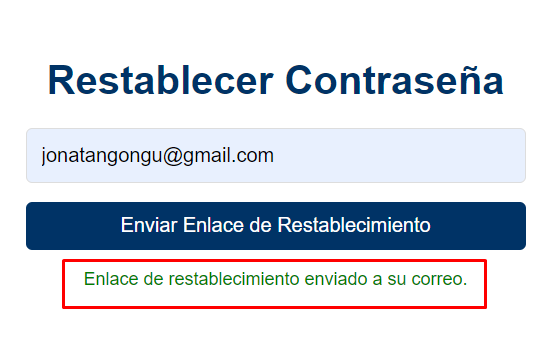 Restablecer Contraseña
jonatangongu@gmail.com
Enviar Enlace de Restablecimiento
Enlace de restablecimiento enviado a su correo.